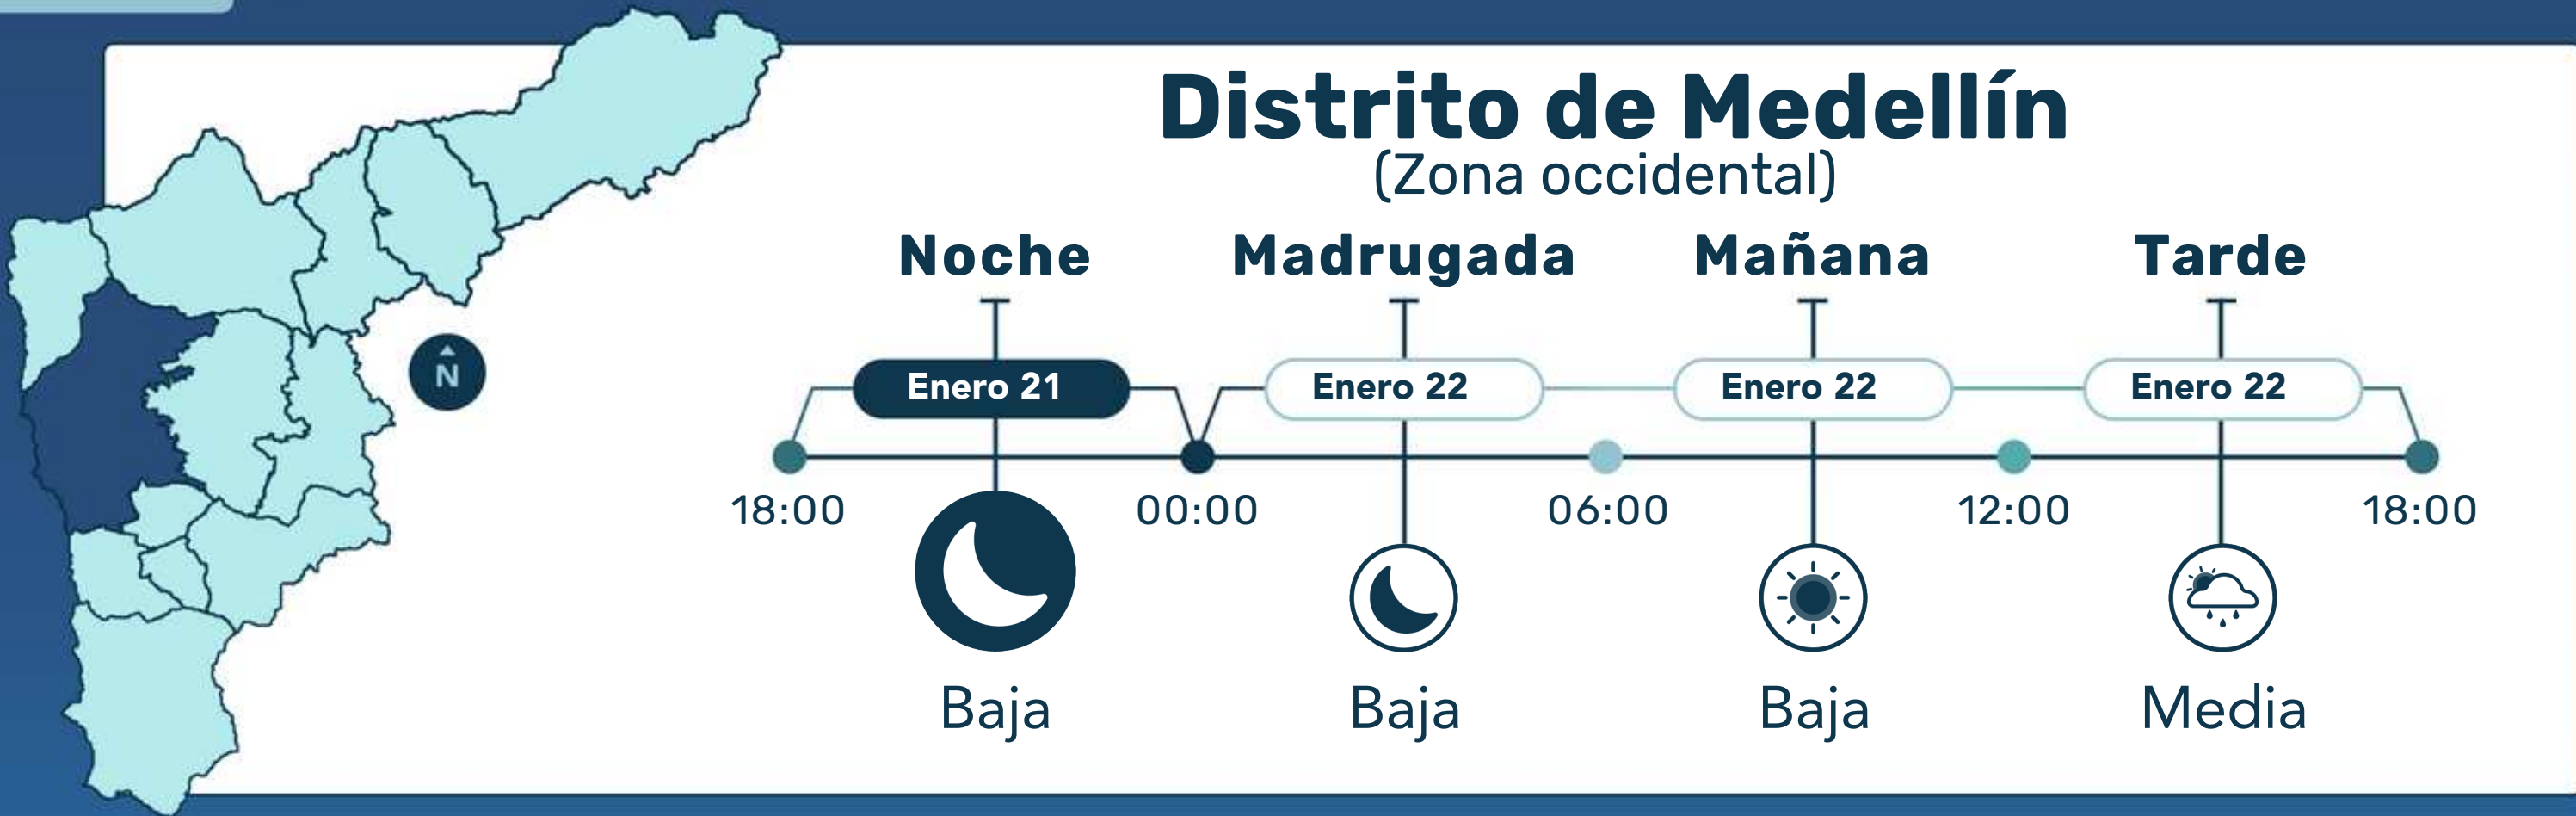 Distrito de Medellín
(Zona occidental)
Noche Madrugada Mañana Tarde
Enero 21 Enero 22 Enero 22 Enero 22
N
18:00 00:00 06:00 12:00 18:00
Baja Baja Baja Media